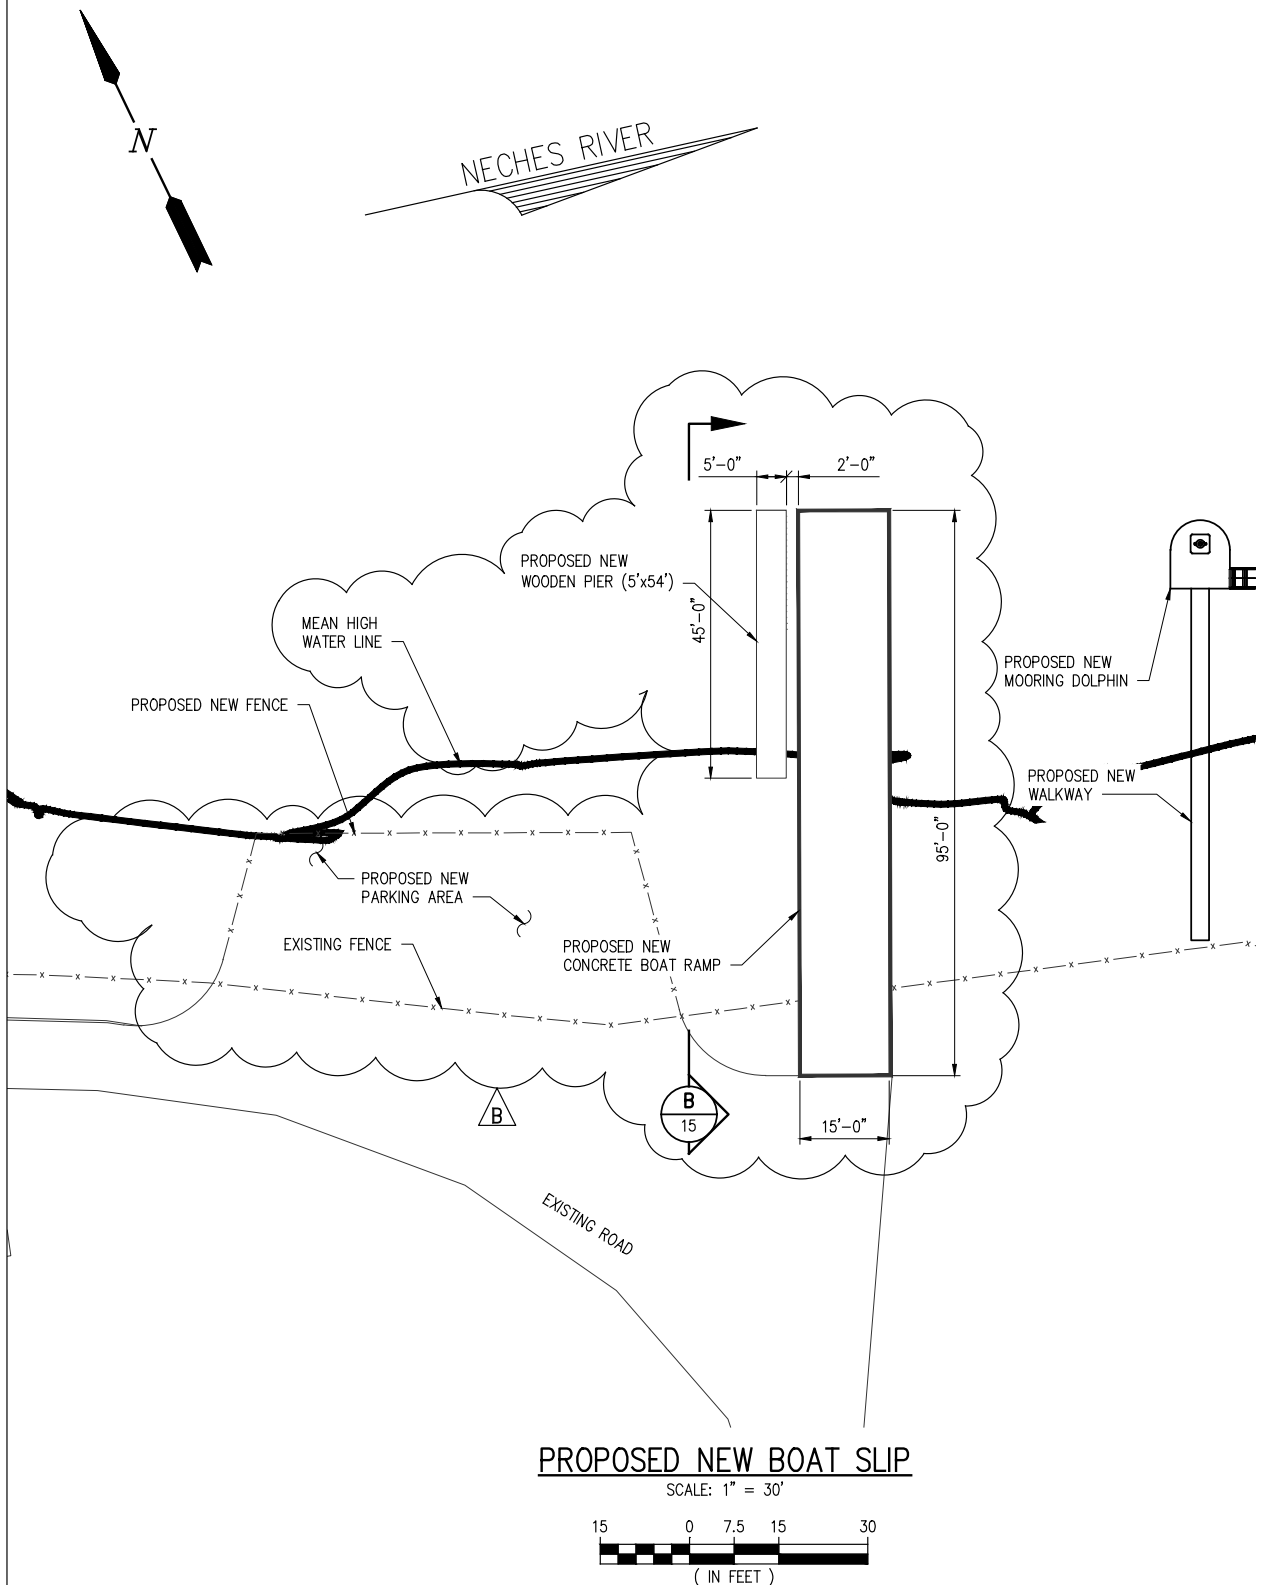 N
NECHES RIVER
5'-0" 2'-0"
PROPOSED NEW
WOODEN PIER (5'x54')
45'-0"
MEAN HIGH
WATER LINE
PROPOSED NEW FENCE
PROPOSED NEW
MOORING DOLPHIN
PROPOSED NEW
WALKWAY
95'-0"
PROPOSED NEW
PARKING AREA
EXISTING FENCE
PROPOSED NEW
CONCRETE BOAT RAMP
B
B
15
15'-0"
EXISTING ROAD
PROPOSED NEW BOAT SLIP
SCALE: 1" = 30'
15 0 7.5 15 30
( IN FEET )